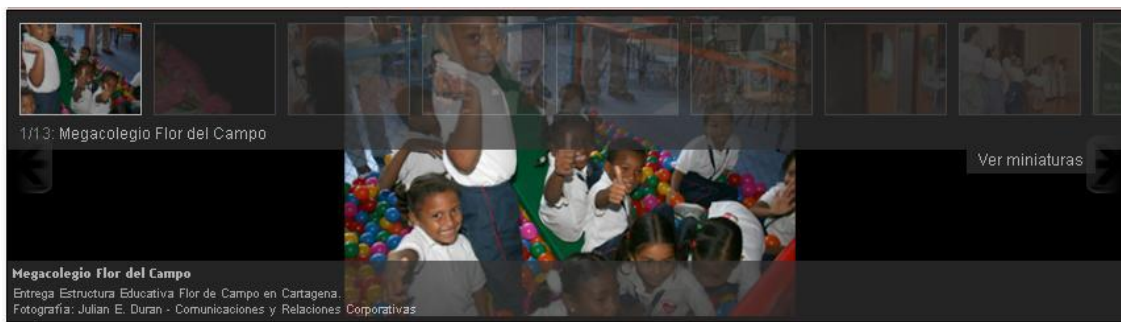 1/13: Megacolegio Flor del Campo
Ver miniaturas
Megacolegio Flor del Campo
Entrega Estructura Educativa Flor de Campo en Cartagena.
Fotografía: Julian E. Duran - Comunicaciones y Relaciones Corporativas